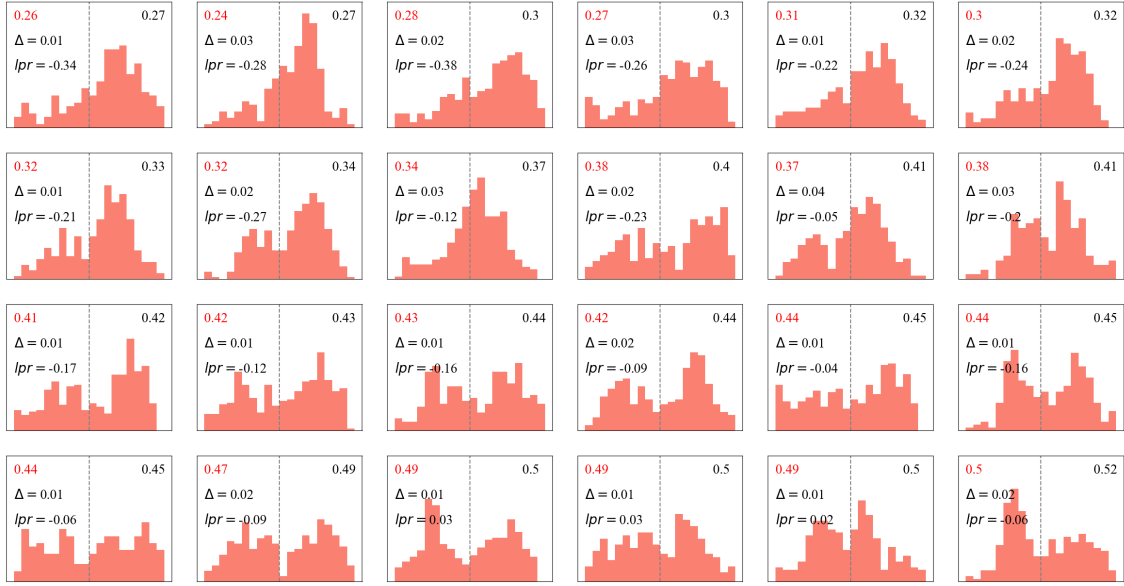 0.26 0.27
Δ = 0.01
lpr = -0.34
0.24 0.27
Δ = 0.03
lpr = -0.28
0.28 0.3
Δ = 0.02
lpr = -0.38
0.27 0.3
Δ = 0.03
lpr = -0.26
0.31 0.32
Δ = 0.01
lpr = -0.22
0.3 0.32
Δ = 0.02
lpr = -0.24
0.32 0.33
Δ = 0.01
lpr = -0.21
0.32 0.34
Δ = 0.02
lpr = -0.27
0.34 0.37
Δ = 0.03
lpr = -0.12
0.38 0.4
Δ = 0.02
lpr = -0.23
0.37 0.41
Δ = 0.04
lpr = -0.05
0.38 0.41
Δ = 0.03
lpr = -0.2
0.41 0.42
Δ = 0.01
lpr = -0.17
0.42 0.43
Δ = 0.01
lpr = -0.12
0.43 0.44
Δ = 0.01
lpr = -0.16
0.42 0.44
Δ = 0.02
lpr = -0.09
0.44 0.45
Δ = 0.01
lpr = -0.04
0.44 0.45
Δ = 0.01
lpr = -0.16
0.44 0.45
Δ = 0.01
lpr = -0.06
0.47 0.49
Δ = 0.02
lpr = -0.09
0.49 0.5
Δ = 0.01
lpr = 0.03
0.49 0.5
Δ = 0.01
lpr = 0.03
0.49 0.5
Δ = 0.01
lpr = 0.02
0.5 0.52
Δ = 0.02
lpr = -0.06